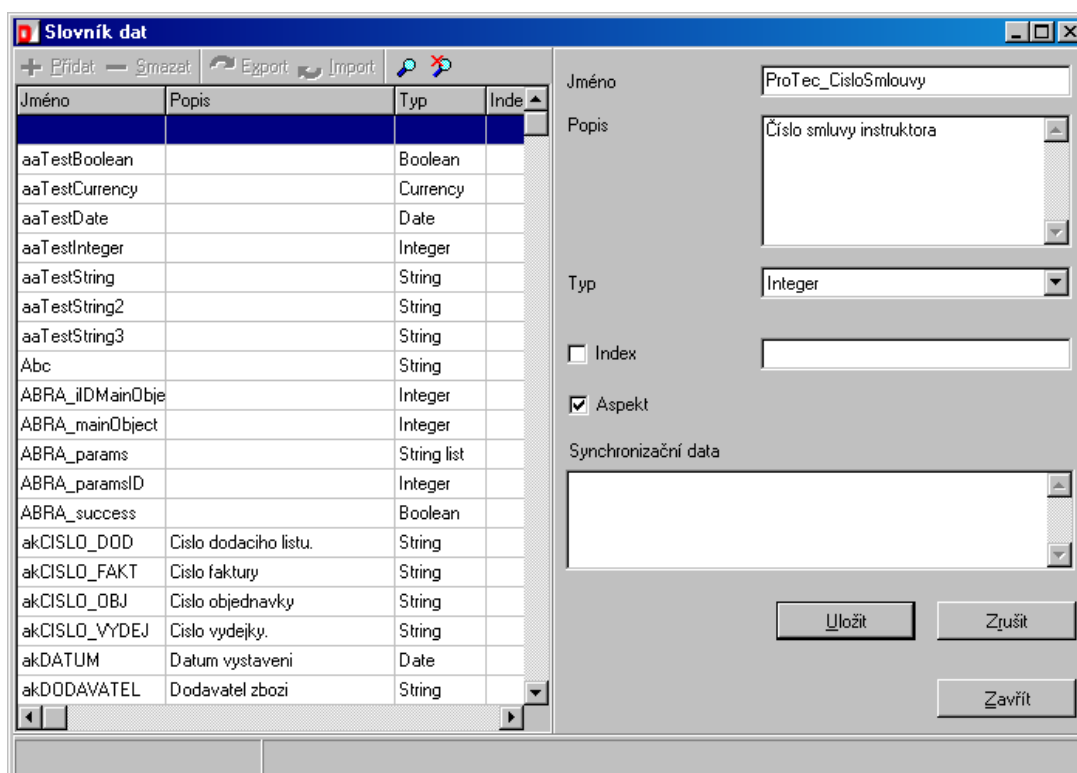 Slovník dat
Přidat Smazat Export Import
Jméno Popis Typ Inde
aaTestBoolean Boolean
aaTestCurrency Currency
aaTestDate Date
aaTestInteger Integer
aaTestString String
aaTestString2 String
aaTestString3 String
Abc String
ABRA_iIDMainObje Integer
ABRA_mainObject Integer
ABRA_params String list
ABRA_paramsID Integer
ABRA_success Boolean
akCISLO_DOD Cislo dodaciho listu. String
akCISLO_FAKT Cislo faktury String
akCISLO_OBJ Cislo objednavky String
akCISLO_VYDEJ Cislo vydejky. String
akDATUM Datum vystaveni Date
akDODAVATEL Dodavatel zbozi String
Jméno ProTec_CisloSmlouvy
Popis Číslo smluvy instruktora
Typ Integer
Index
Aspekt
Synchronizační data
Uložit Zrušit
Zavřít